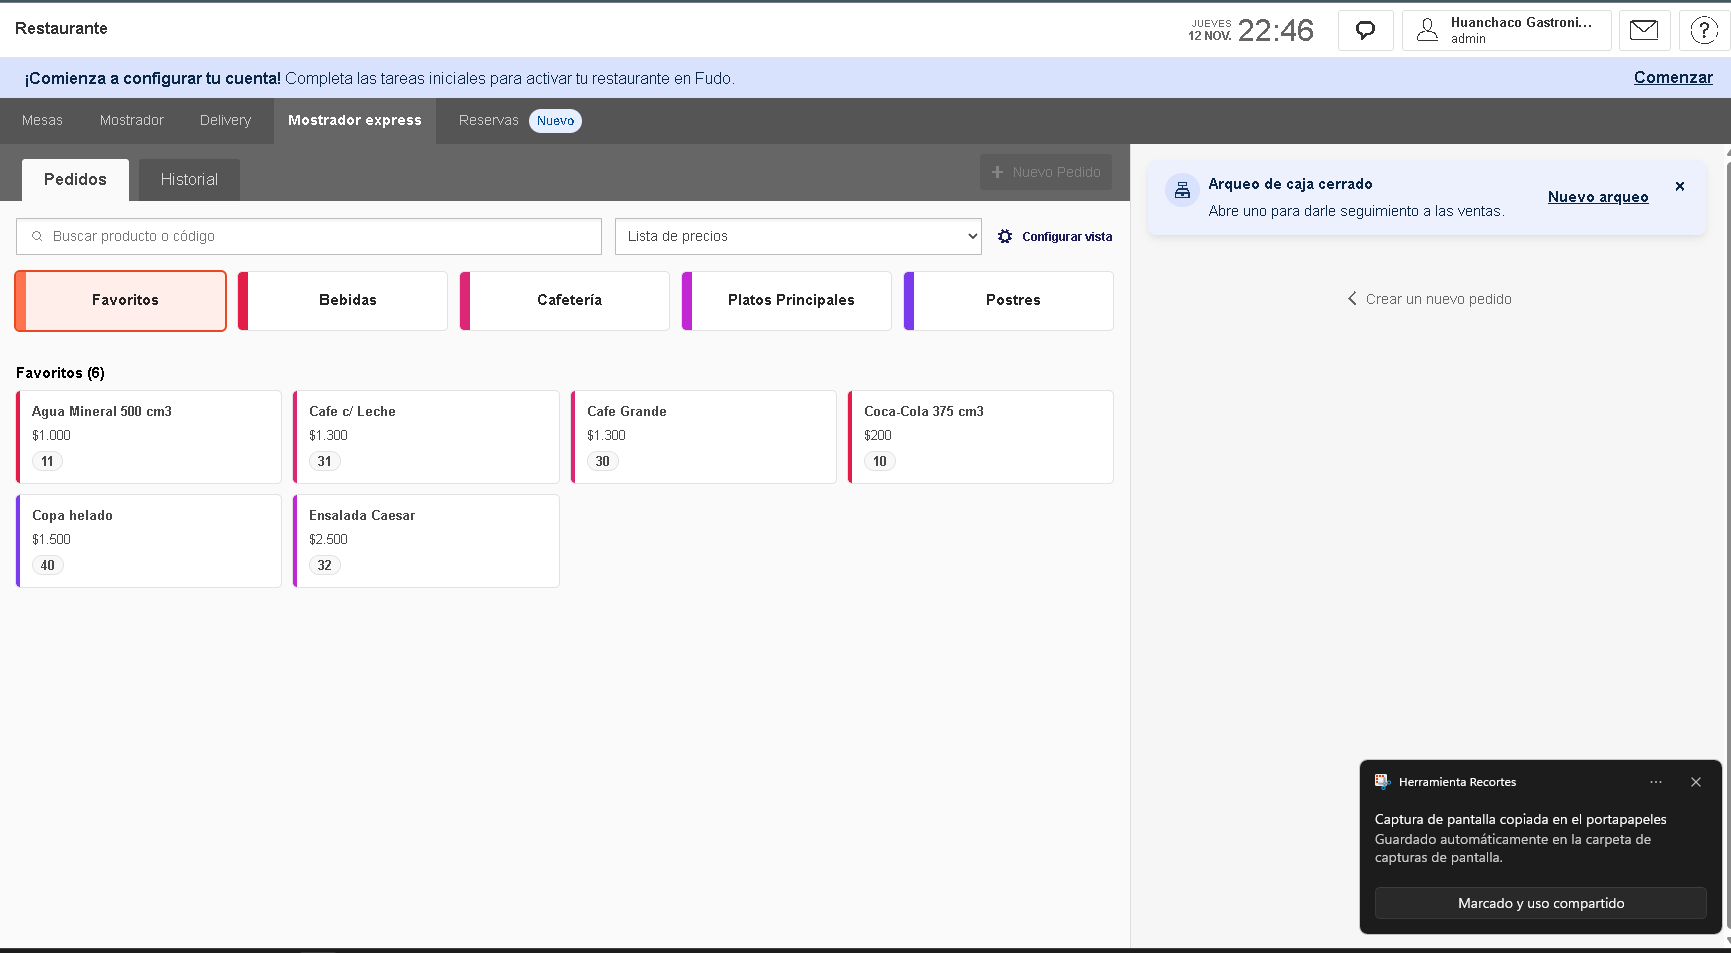 Restaurante
JUEVES
12 NOV.
22:46
Huanchaco Gastroni...
admin
¡Comienza a configurar tu cuenta! Completa las tareas iniciales para activar tu restaurante en Fudo.
Comenzar
Mesas
Mostrador
Delivery
Mostrador express
Reservas
Nuevo
Pedidos
Historial
+ Nuevo Pedido
Buscar producto o código
Lista de precios
Configurar vista
Favoritos
Bebidas
Cafetería
Platos Principales
Postres
Favoritos (6)
Agua Mineral 500 cm3
$1.000
11
Cafe c/ Leche
$1.300
31
Cafe Grande
$1.300
30
Coca-Cola 375 cm3
$200
10
Copa helado
$1.500
40
Ensalada Caesar
$2.500
32
Arqueo de caja cerrado
Abre uno para darle seguimiento a las ventas.
Nuevo arqueo
Crear un nuevo pedido
Herramienta Recortes
Captura de pantalla copiada en el portapapeles
Guardado automáticamente en la carpeta de
capturas de pantalla.
Marcado y uso compartido